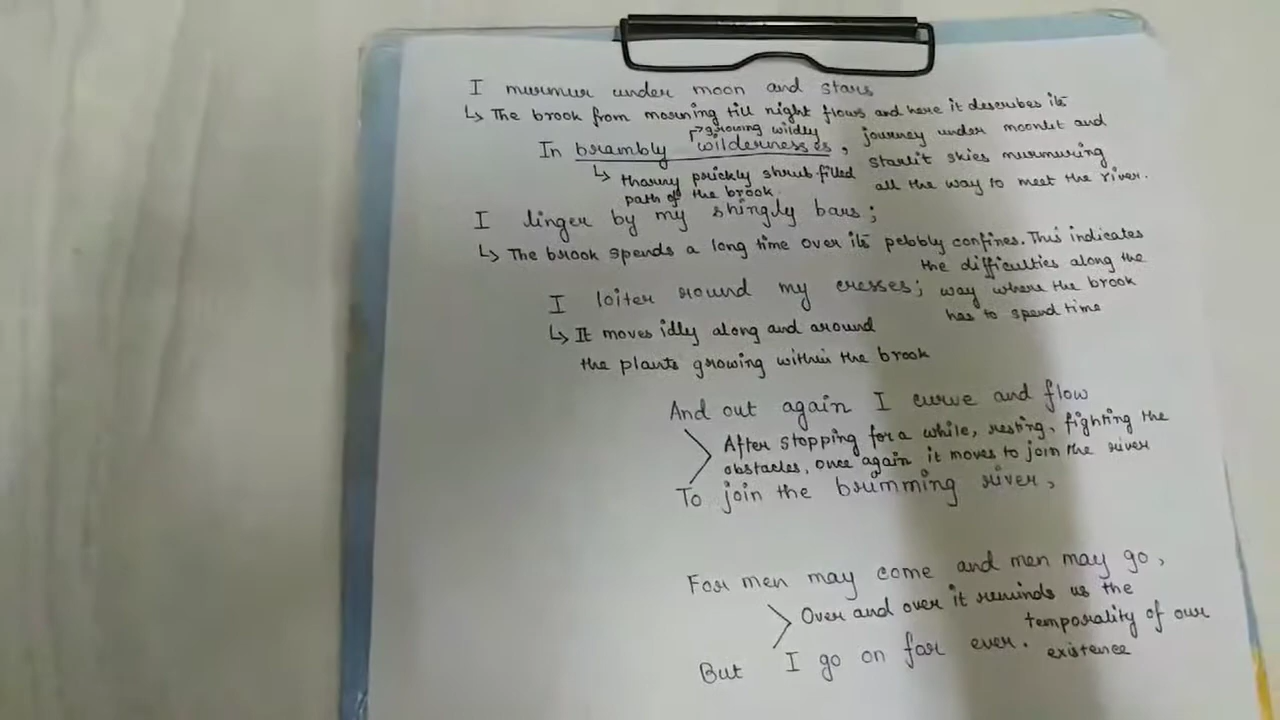 I murmur under moon and stars
↳ The brook from morning till night flows and here it describes its
↱ growing wildly
In brambly wildernesses, journey under moonlit and
starlit skies murmuring
all the way to meet the river.
↳ thorny prickly shrub filled
path of the brook.
I linger by my shingly bars;
↳ The brook spends a long time over its pebbly confines. This indicates
the difficulties along the
way where the brook
has to spend time
I loiter round my cresses;
↳ It moves idly along and around
the plants growing within the brook
And out again I curve and flow
After stopping for a while, resting, fighting the
obstacles, once again it moves to join the river
To join the brimming river,
For men may come and men may go,
Over and over it reminds us the
temporality of our
existence
But I go on for ever.